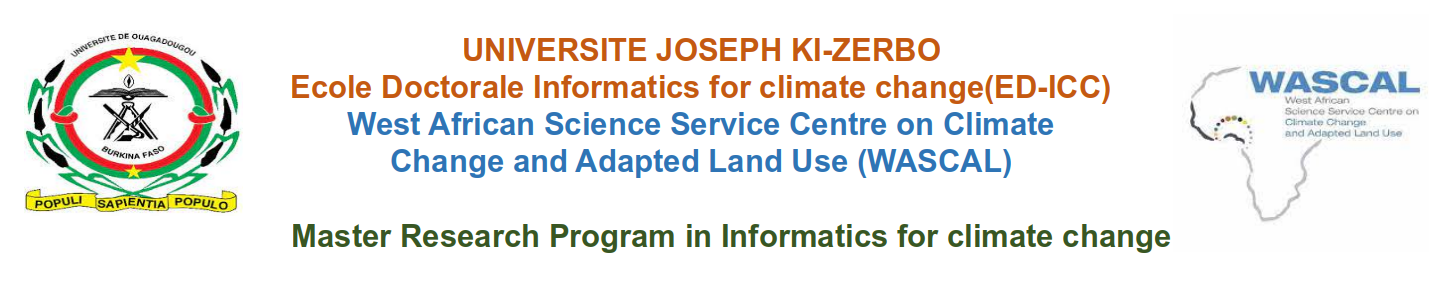 UNIVERSITE DE OUAGADOUGOU
BURKINA FASO
POPULI SAPIENTIA POPULO
UNIVERSITE JOSEPH KI-ZERBO
Ecole Doctorale Informatics for climate change(ED-ICC)
West African Science Service Centre on Climate
Change and Adapted Land Use (WASCAL)
Master Research Program in Informatics for climate change
WASCAL
West African
Science Service Centre on
Climate Change
and Adapted Land Use